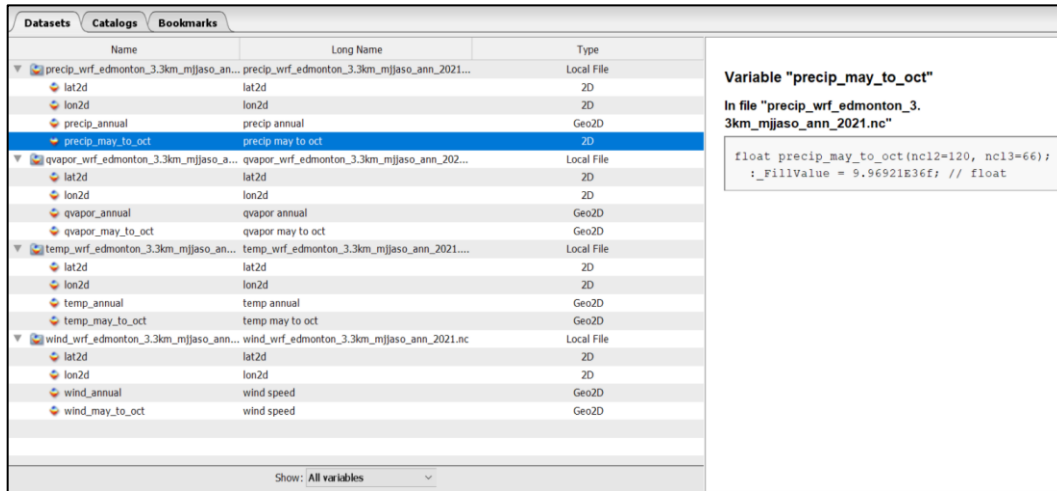 Datasets Catalogs Bookmarks
Name Long Name Type
precip_wrf_edmonton_3.3km_mjjaso_an... precip_wrf_edmonton_3.3km_mjjaso_ann_2021... Local File
lat2d lat2d 2D
lon2d lon2d 2D
precip_annual precip annual Geo2D
precip_may_to_oct precip may to oct 2D
qvapor_wrf_edmonton_3.3km_mjjaso_a... qvapor_wrf_edmonton_3.3km_mjjaso_ann_202... Local File
lat2d lat2d 2D
lon2d lon2d 2D
qvapor_annual qvapor annual Geo2D
qvapor_may_to_oct qvapor may to oct Geo2D
temp_wrf_edmonton_3.3km_mjjaso_an... temp_wrf_edmonton_3.3km_mjjaso_ann_2021.... Local File
lat2d lat2d 2D
lon2d lon2d 2D
temp_annual temp annual Geo2D
temp_may_to_oct temp may to oct Geo2D
wind_wrf_edmonton_3.3km_mjjaso_ann... wind_wrf_edmonton_3.3km_mjjaso_ann_2021.nc Local File
lat2d lat2d 2D
lon2d lon2d 2D
wind_annual wind speed Geo2D
wind_may_to_oct wind speed Geo2D
Show: All variables
Variable "precip_may_to_oct"
In file "precip_wrf_edmonton_3.
3km_mjjaso_ann_2021.nc"
float precip_may_to_oct(ncl2=120, ncl3=66);
:_FillValue = 9.96921E36f; // float